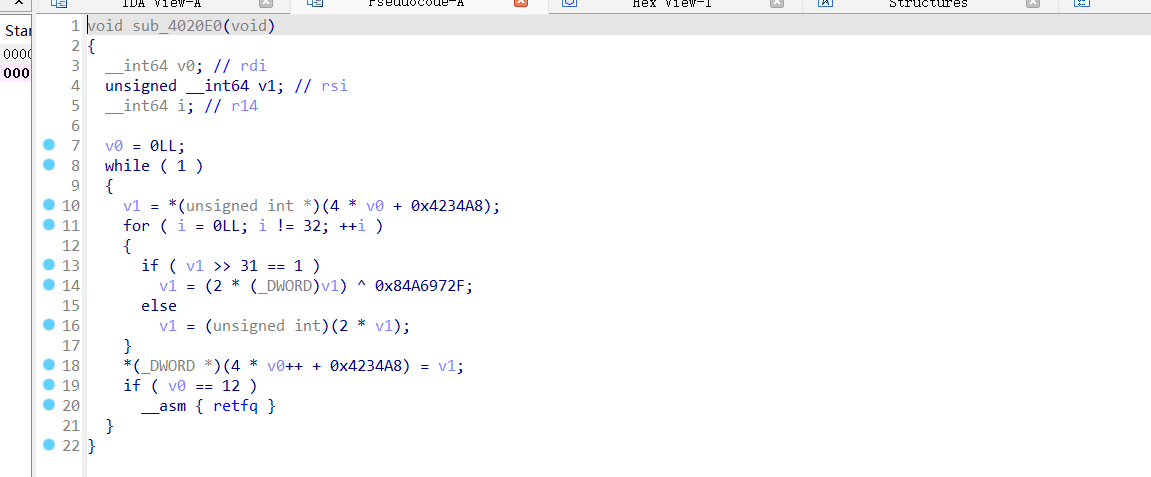 IDA View-A Pseudocode-A Hex View-1 Structures
Star
0000
000
1 void sub_4020E0(void)
2 {
3 __int64 v0; // rdi
4 unsigned __int64 v1; // rsi
5 __int64 i; // r14
6
7 v0 = 0LL;
8 while ( 1 )
9 {
10 v1 = *(unsigned int *)(4 * v0 + 0x4234A8);
11 for ( i = 0LL; i != 32; ++i )
12 {
13 if ( v1 >> 31 == 1 )
14 v1 = (2 * (_DWORD)v1) ^ 0x84A6972F;
15 else
16 v1 = (unsigned int)(2 * v1);
17 }
18 *(_DWORD *)(4 * v0++ + 0x4234A8) = v1;
19 if ( v0 == 12 )
20 __asm { retfq }
21 }
22 }